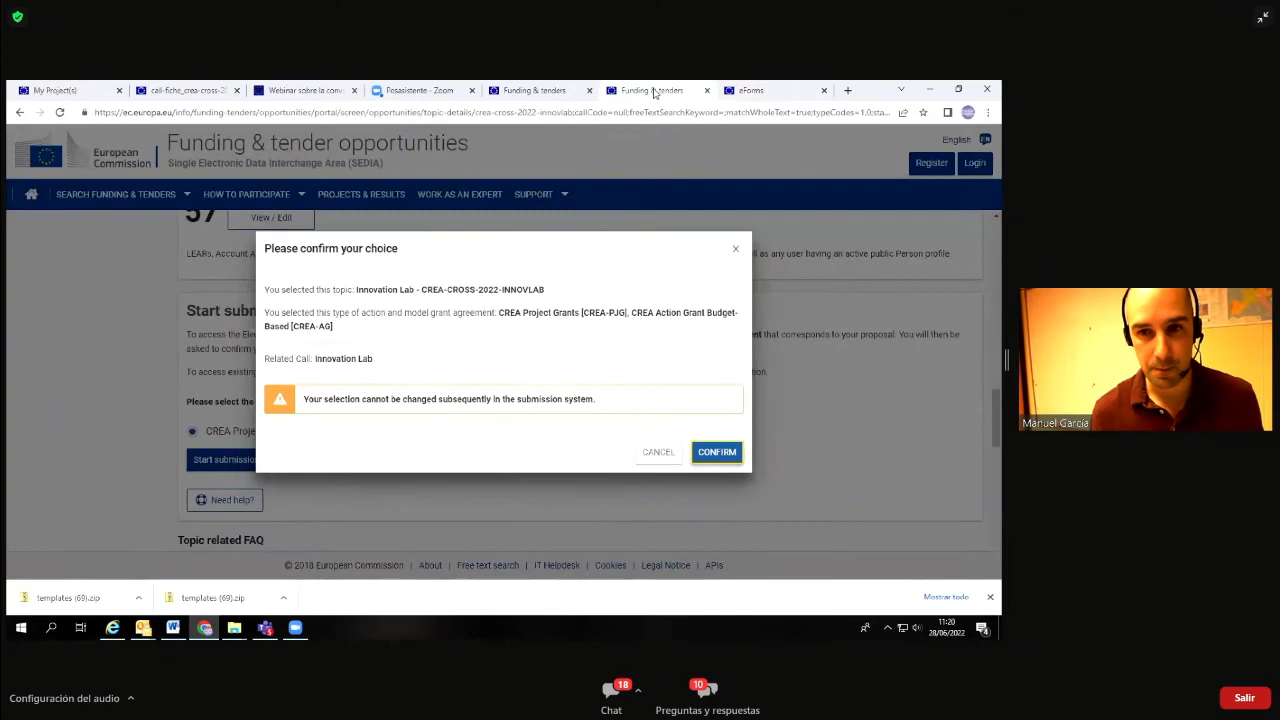 My Project(s)
call-fiche_crea-cross-20
Webinar sobre la conv
Posasistente - Zoom
Funding & tenders
Funding & tenders
eForms
https://ec.europa.eu/info/funding-tenders/opportunities/portal/screen/opportunities/topic-details/crea-cross-2022-innovlab;callCode=null;freeTextSearchKeyword=;matchWholeText=true;typeCodes=1,0;sta...
European
Commission
Funding & tender opportunities
Single Electronic Data Interchange Area (SEDIA)
English EN
Register
Login
SEARCH FUNDING & TENDERS
HOW TO PARTICIPATE
PROJECTS & RESULTS
WORK AS AN EXPERT
SUPPORT
57
View / Edit
LEARs, Account A
ll as any user having an active public Person profile.
Please confirm your choice
You selected this topic: Innovation Lab - CREA-CROSS-2022-INNOVLAB
You selected this type of action and model grant agreement: CREA Project Grants [CREA-PJG], CREA Action Grant Budget-
Based [CREA-AG]
Related Call: Innovation Lab
Your selection cannot be changed subsequently in the submission system.
CANCEL
CONFIRM
Start subm
To access the Ele
ment that corresponds to your proposal. You will then be
asked to confirm y
To access existing
tion.
Please select the
CREA Proje
Start submissio
Need help?
Topic related FAQ
© 2018 European Commission
About
Free text search
IT Helpdesk
Cookies
Legal Notice
APIs
templates (69).zip
templates (69).zip
Mostrar todo
11:20
28/06/2022
4
Manuel García
Configuración del audio
18
Chat
10
Preguntas y respuestas
Salir